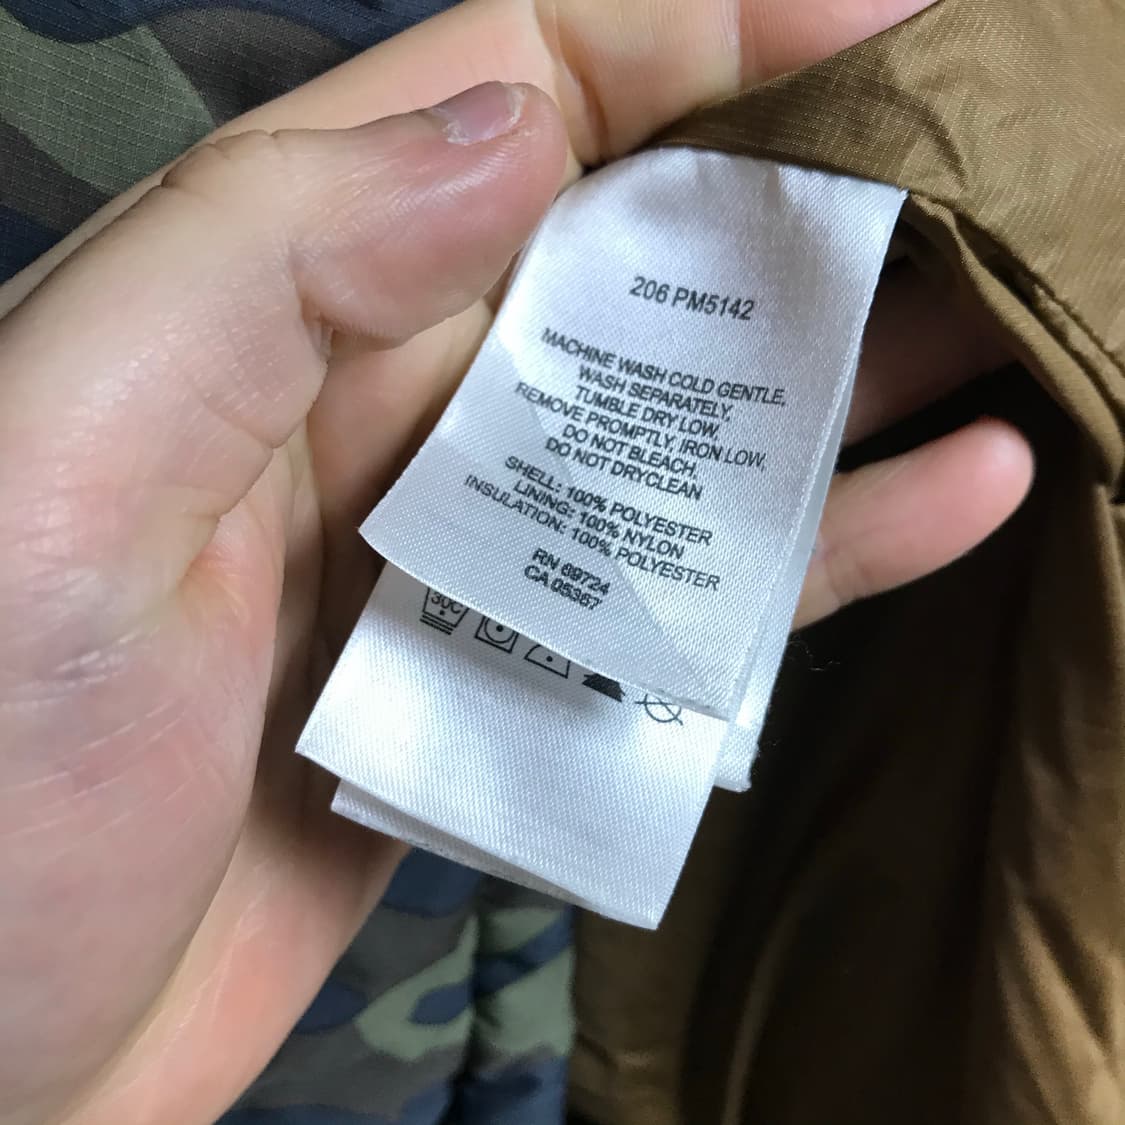 206 PM5142
MACHINE WASH COLD GENTLE.
WASH SEPARATELY.
TUMBLE DRY LOW.
REMOVE PROMPTLY. IRON LOW.
DO NOT BLEACH.
DO NOT DRYCLEAN
SHELL: 100% POLYESTER
LINING: 100% NYLON
INSULATION: 100% POLYESTER
RN 69724
CA 05367
30C